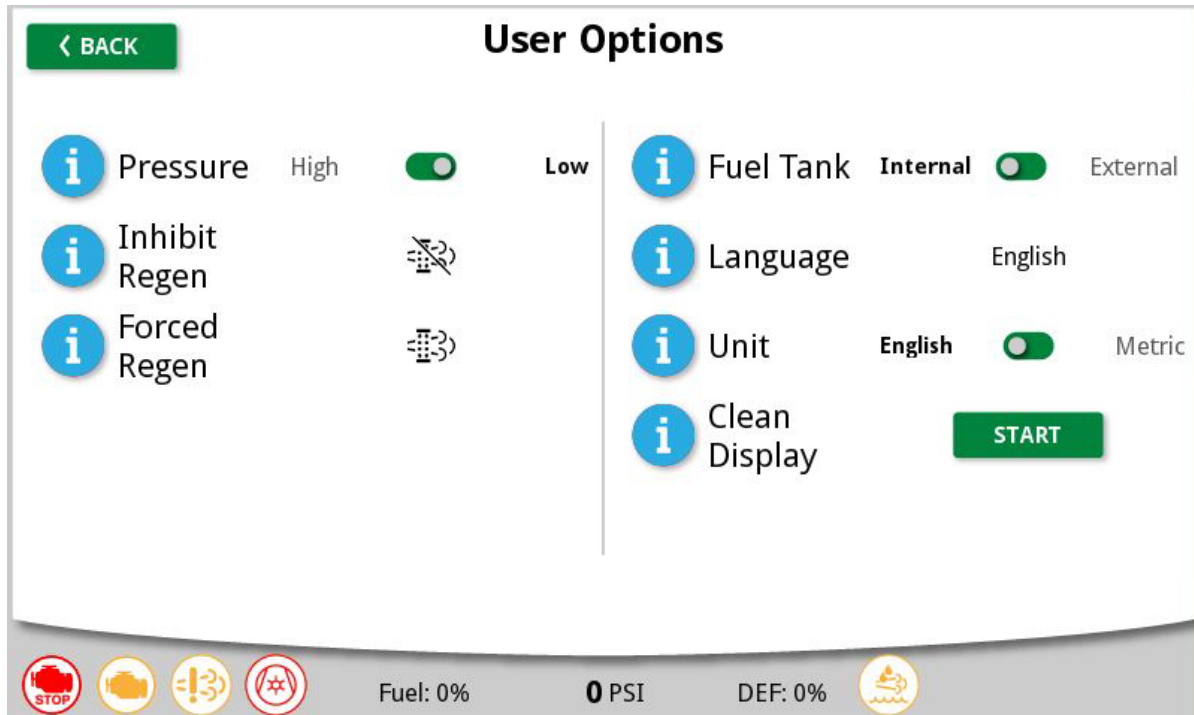 BACK
User Options
Pressure High Low
Inhibit
Regen
Forced
Regen
Fuel Tank Internal External
Language English
Unit English Metric
Clean
Display
START
STOP
Fuel: 0% 0 PSI DEF: 0%